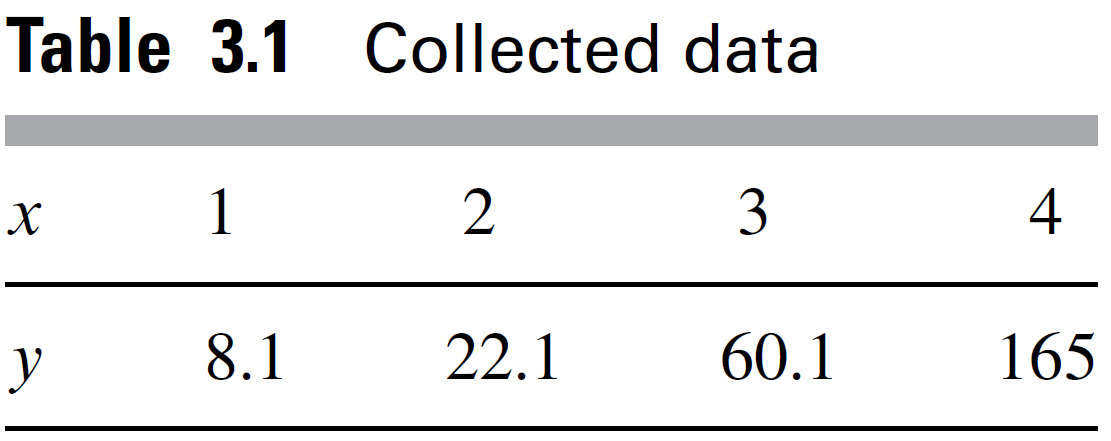 Table 3.1 Collected data
x 1 2 3 4
y 8.1 22.1 60.1 165